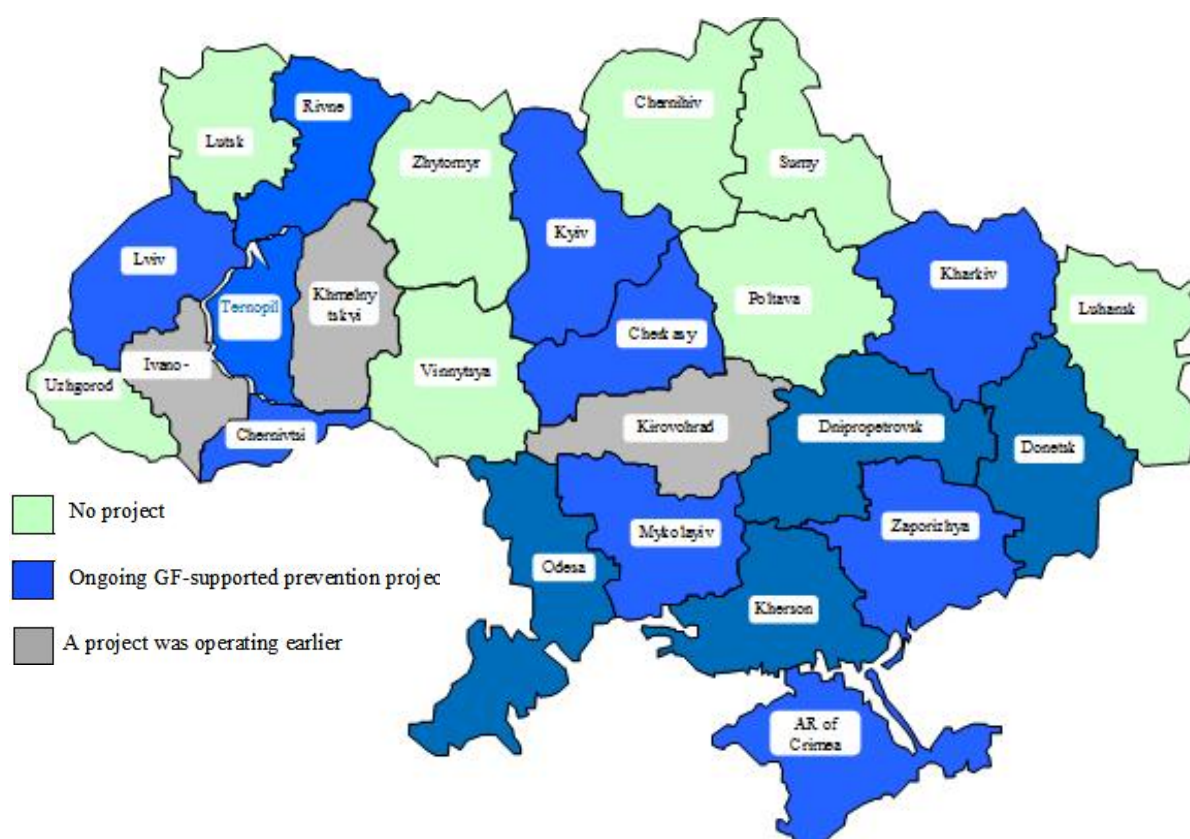 Chernihiv
Rivne
Lutsk
Zhytomyr
Sumy
Kyiv
Lviv
Kharkiv
Ternopil
Khmelny
tskyi
Poltava
Luhansk
Cherkasy
Ivano-
Uzhgorod
Vinnytsya
Chernivtsi
Kirovohrad
Dnipropetrovsk
Donetsk
No project
Mykolayiv
Zaporizhya
Odesa
Ongoing GF-supported prevention projec
Kherson
A project was operating earlier
AR of
Crimea